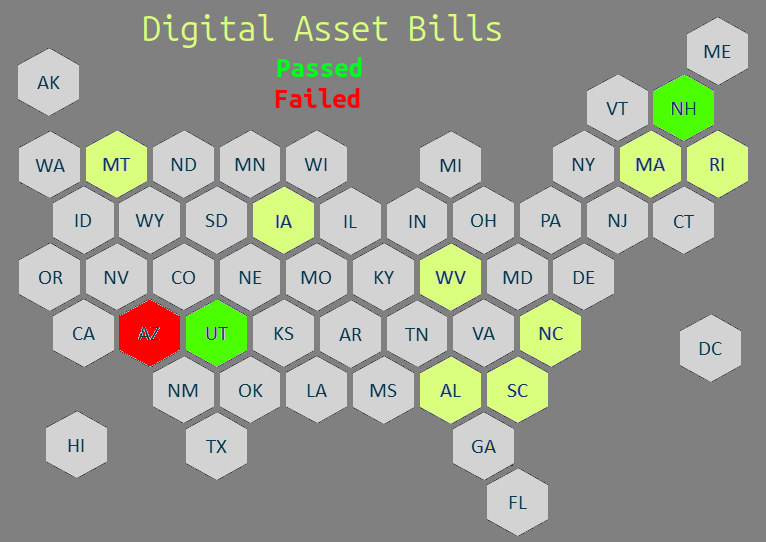 Digital Asset Bills
Passed
Failed
ME
AK
VT NH
WA MT ND MN WI MI NY MA RI
ID WY SD IA IL IN OH PA NJ CT
OR NV CO NE MO KY WV MD DE
CA AZ UT KS AR TN VA NC DC
NM OK LA MS AL SC
HI TX GA
FL